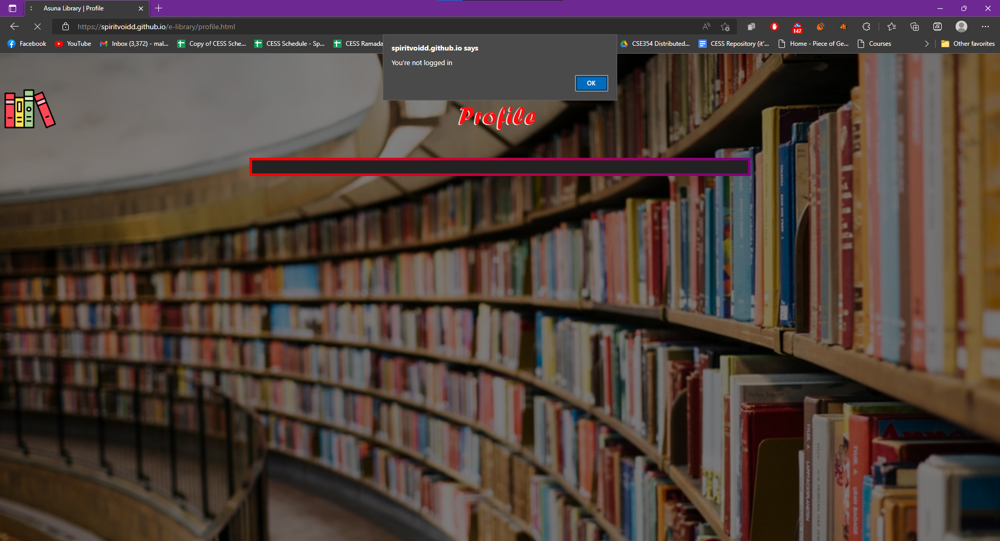 Asuna Library | Profile
https://spiritvoidd.github.io/e-library/profile.html
147
Facebook
YouTube
Inbox (3,372) - mal...
Copy of CESS Sche...
CESS Schedule - Sp...
CESS Ramada
CSE354 Distributed...
CESS Repository (it'...
Home - Piece of Ge...
Courses
Other favorites
spiritvoidd.github.io says
You're not logged in
OK
Profile